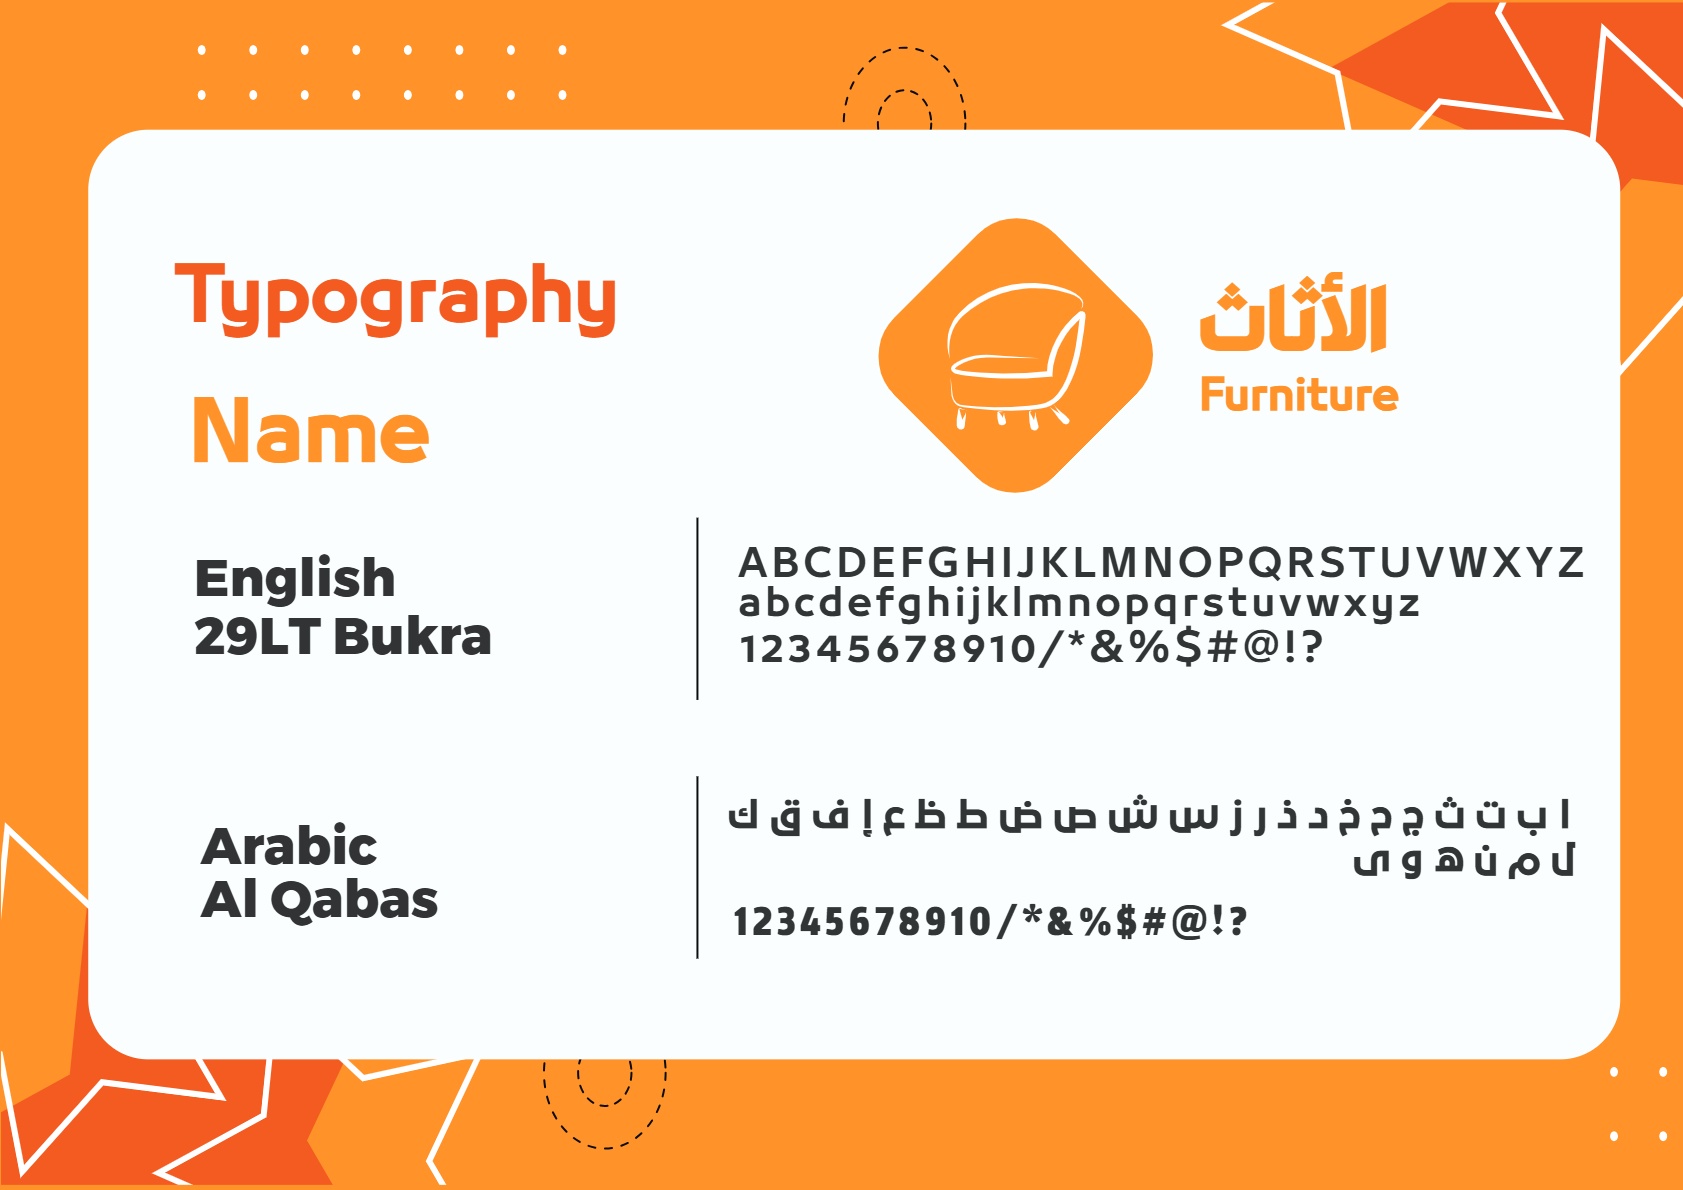 Typography
الأثاث
Furniture
Name
English
29LT Bukra
ABCDEFGHIJKLMNOPQRSTUVWXYZ
abcdefghijklmnopqrstuvwxyz
12345678910/*&%$#@!?
Arabic
Al Qabas
ا ب ت ث ج ح خ د ذ ر ز س ش ص ض ط ظ ع إ ف ق ك
ل م ن ه و ى
12345678910/*&%$#@!?